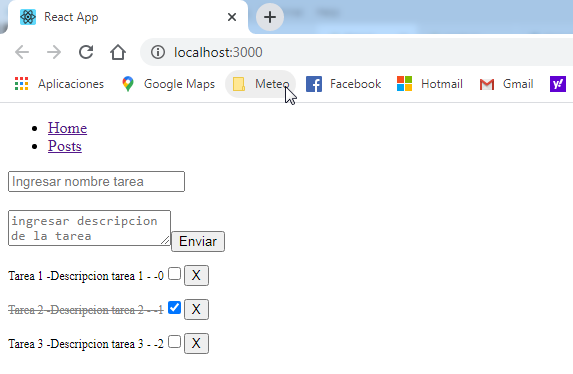 React App
localhost:3000
Aplicaciones Google Maps Meteo Facebook Hotmail Gmail
Home
Posts
Ingresar nombre tarea
ingresar descripcion
de la tarea
Enviar
Tarea 1 -Descripcion tarea 1 - -0 X
Tarea 2 -Descripcion tarea 2 - -1 X
Tarea 3 -Descripcion tarea 3 - -2 X